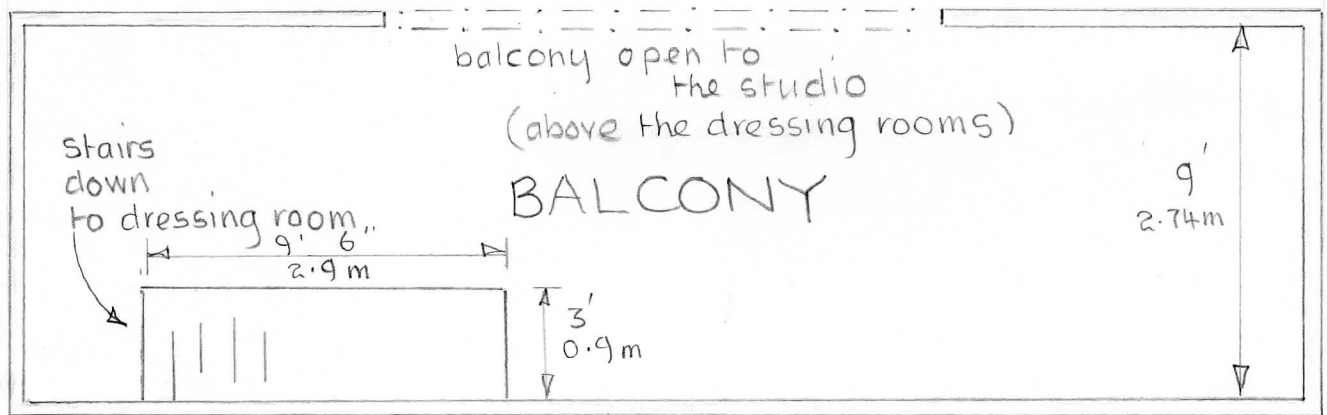 balcony open to
the studio
(above the dressing rooms)
BALCONY
stairs
down
to dressing room
9' 6"
2.9 m
3'
0.9 m
9'
2.74m